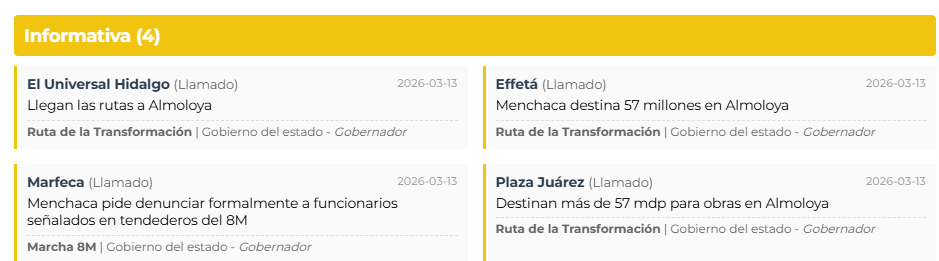 Informativa (4)
El Universal Hidalgo (Llamado) 2026-03-13
Llegan las rutas a Almoloya
Ruta de la Transformación | Gobierno del estado - Gobernador
Effetá (Llamado) 2026-03-13
Menchaca destina 57 millones en Almoloya
Ruta de la Transformación | Gobierno del estado - Gobernador
Marfeca (Llamado) 2026-03-13
Menchaca pide denunciar formalmente a funcionarios
señalados en tendederos del 8M
Marcha 8M | Gobierno del estado - Gobernador
Plaza Juárez (Llamado) 2026-03-13
Destinan más de 57 mdp para obras en Almoloya
Ruta de la Transformación | Gobierno del estado - Gobernador